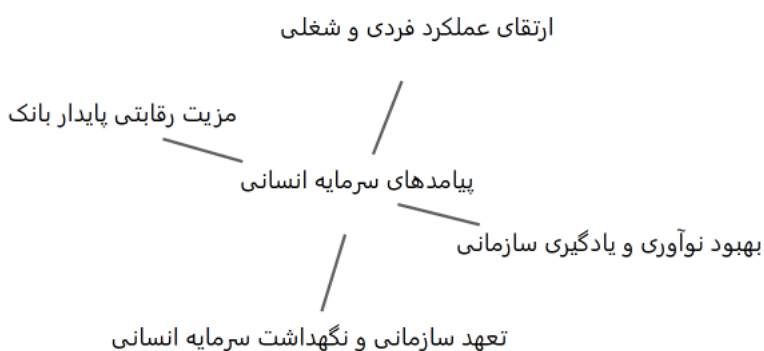 ارتقای عملکرد فردی و شغلی
مزیت رقابتی پایدار بانک
پیامدهای سرمایه انسانی
بهبود نوآوری و یادگیری سازمانی
تعهد سازمانی و نگهداشت سرمایه انسانی